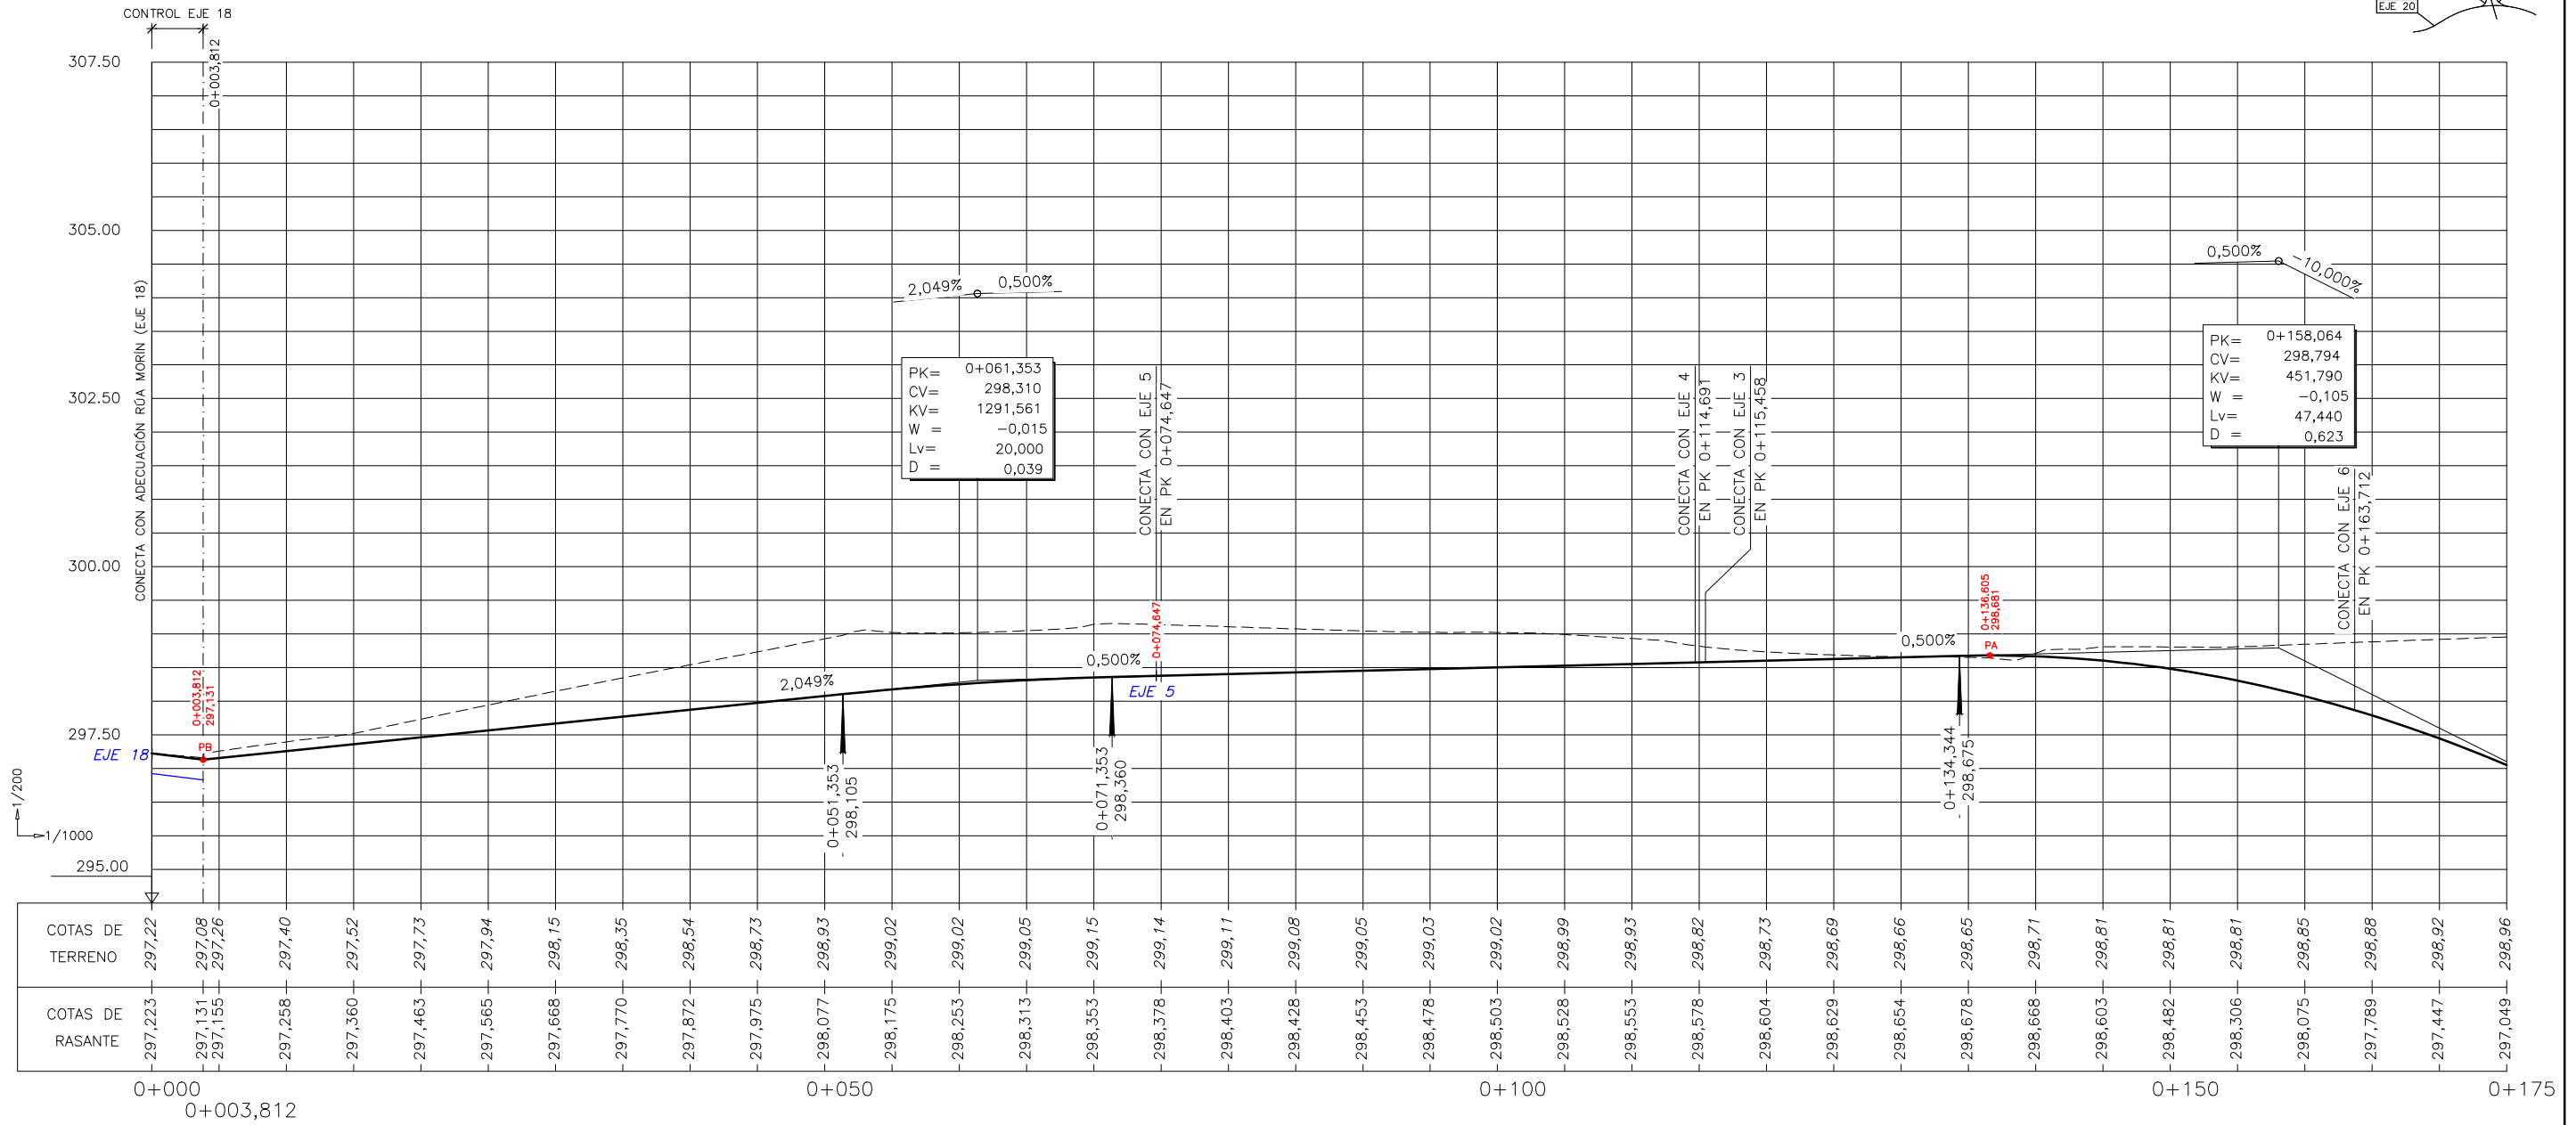 CONTROL EJE 18
0+003,812
EJE 20
307.50
305.00
302.50
300.00
297.50
295.00
CONECTA CON ADECUACIÓN RÚA MORÍN (EJE 18)
EJE 18
1/200
1/1000
0+003,812
297,131
PB
2,049%
2,049%
0,500%
PK= 0+061,353
CV= 298,310
KV= 1291,561
W = -0,015
Lv= 20,000
D = 0,039
0+051,353
298,105
0+071,353
298,360
0,500%
EJE 5
0+074,647
CONECTA CON EJE 5
EN PK 0+074,647
CONECTA CON EJE 4
EN PK 0+114,691
CONECTA CON EJE 3
EN PK 0+115,458
0,500%
0+136,605
298,681
PA
0+134,344
298,675
0,500%
-10,000%
PK= 0+158,064
CV= 298,794
KV= 451,790
W = -0,105
Lv= 47,440
D = 0,623
CONECTA CON EJE 6
EN PK 0+163,712
COTAS DE
TERRENO
297,22 297,08 297,26 297,40 297,52 297,73 297,94 298,15 298,35 298,54 298,73 298,93 299,02 299,02 299,05 299,15 299,14 299,11 299,08 299,05 299,03 299,02 298,99 298,93 298,82 298,73 298,69 298,66 298,65 298,71 298,81 298,81 298,81 298,85 298,88 298,92 298,96
COTAS DE
RASANTE
297,223 297,131 297,155 297,258 297,360 297,463 297,565 297,668 297,770 297,872 297,975 298,077 298,175 298,253 298,313 298,353 298,378 298,403 298,428 298,453 298,478 298,503 298,528 298,553 298,578 298,604 298,629 298,654 298,678 298,668 298,603 298,482 298,306 298,075 297,789 297,447 297,049
0+000 0+050 0+100 0+150 0+175
0+003,812